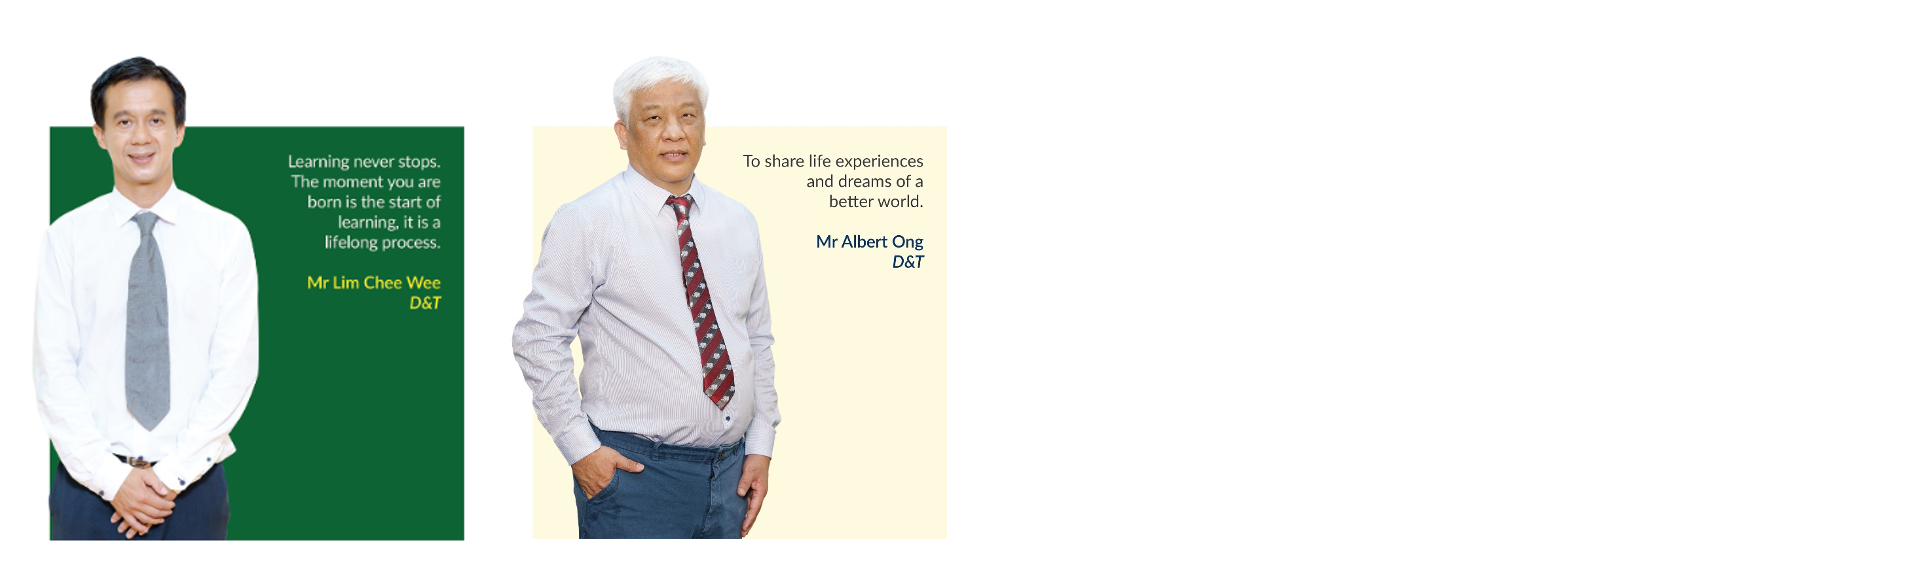 Learning never stops.
The moment you are
born is the start of
learning, it is a
lifelong process.
Mr Lim Chee Wee
D&T
To share life experiences
and dreams of a
better world.
Mr Albert Ong
D&T